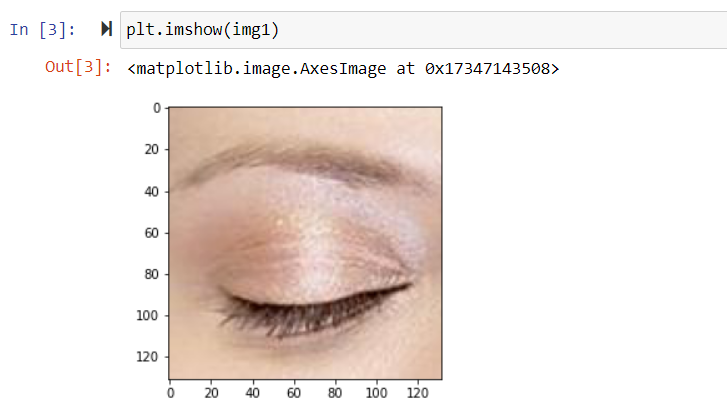 In [3]: plt.imshow(img1)
Out[3]: <matplotlib.image.AxesImage at 0x17347143508>
0
20
40
60
80
100
120
0 20 40 60 80 100 120